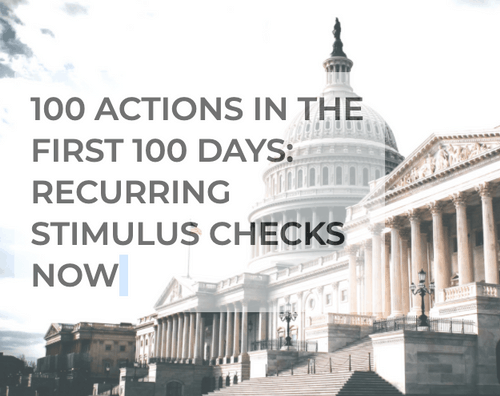 100 ACTIONS IN THE
FIRST 100 DAYS:
RECURRING
STIMULUS CHECKS
NOW